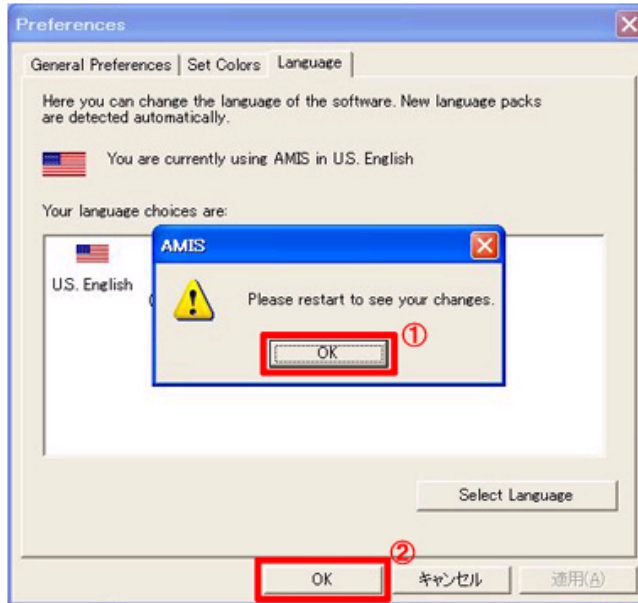 Preferences
General Preferences
Set Colors
Language
Here you can change the language of the software. New language packs
are detected automatically.
You are currently using AMIS in U.S. English
Your language choices are:
U.S. English
AMIS
Please restart to see your changes.
OK
①
Select Language
②
OK
キャンセル
適用(A)